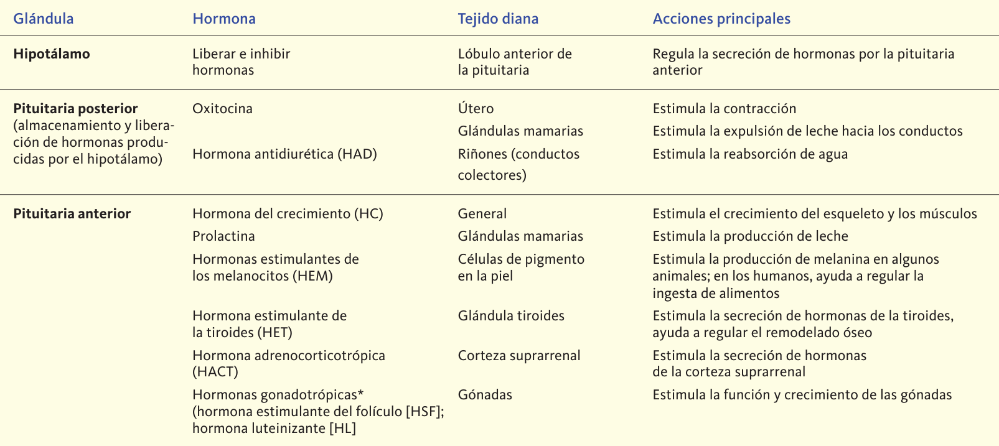 Glándula Hormona Tejido diana Acciones principales
Hipotálamo Liberar e inhibir Lóbulo anterior de Regula la secreción de hormonas por la pituitaria
hormonas la pituitaria anterior
Pituitaria posterior Oxitocina Útero Estimula la contracción
(almacenamiento y libera- Glándulas mamarias Estimula la expulsión de leche hacia los conductos
ción de hormonas produ-
cidas por el hipotálamo) Hormona antidiurética (HAD) Riñones (conductos Estimula la reabsorción de agua
colectores)
Pituitaria anterior Hormona del crecimiento (HC) General Estimula el crecimiento del esqueleto y los músculos
Prolactina Glándulas mamarias Estimula la producción de leche
Hormonas estimulantes de Células de pigmento Estimula la producción de melanina en algunos
los melanocitos (HEM) en la piel animales; en los humanos, ayuda a regular la
ingesta de alimentos
Hormona estimulante de Glándula tiroides Estimula la secreción de hormonas de la tiroides,
la tiroides (HET) ayuda a regular el remodelado óseo
Hormona adrenocorticotrópica Corteza suprarrenal Estimula la secreción de hormonas
(HACT) de la corteza suprarrenal
Hormonas gonadotrópicas* Gónadas Estimula la función y crecimiento de las gónadas
(hormona estimulante del folículo [HSF];
hormona luteinizante [HL]